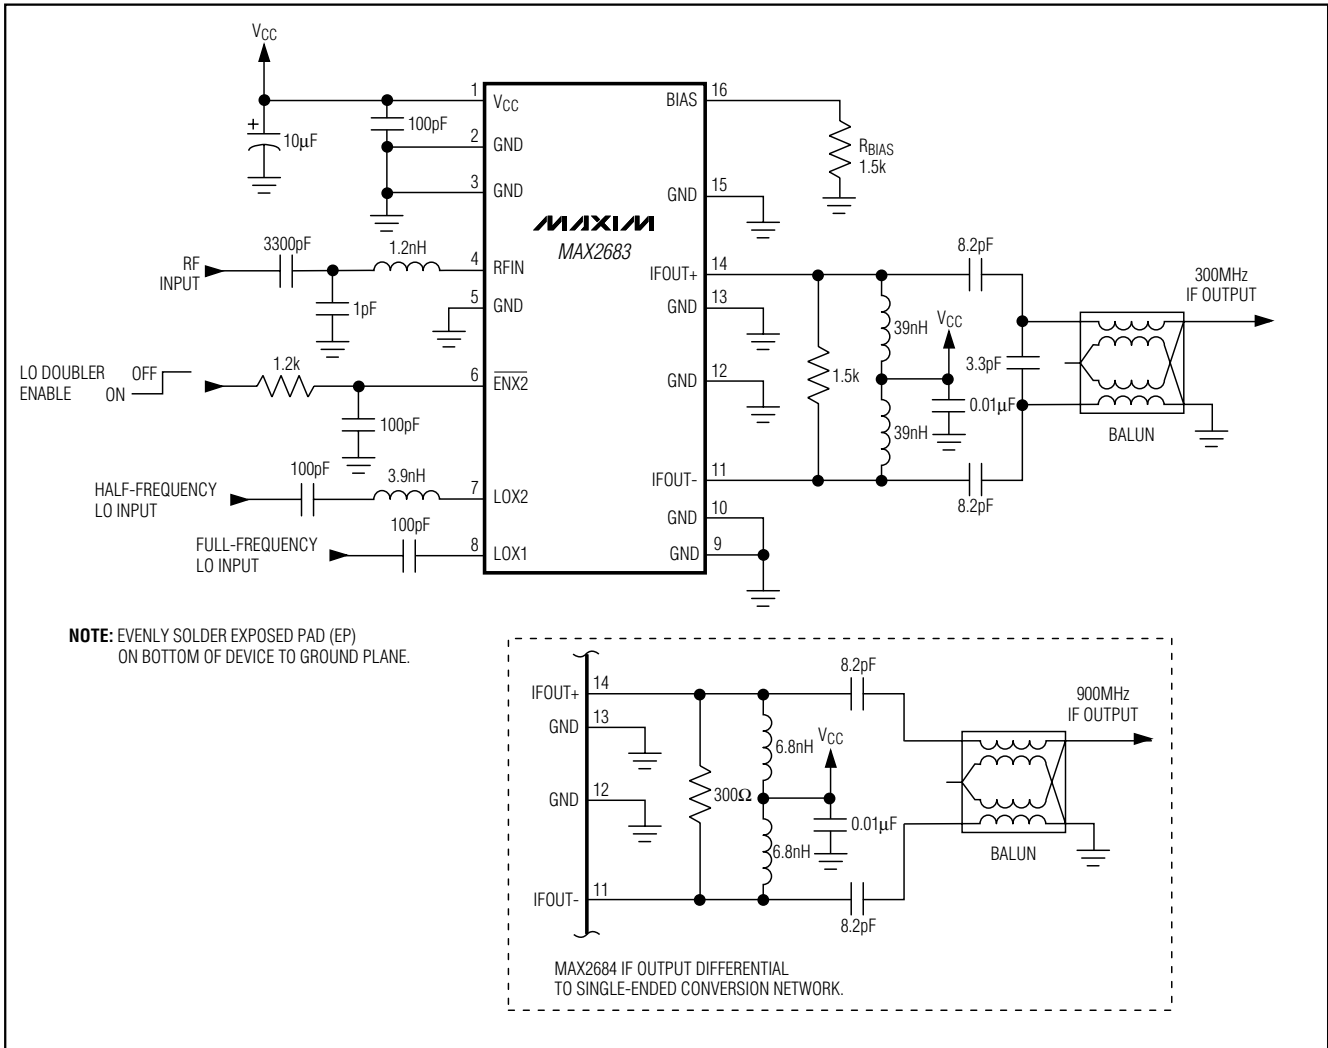 VCC
10µF
100pF
1
VCC
2
GND
3
GND
3300pF
1.2nH
RF
INPUT
4
RFIN
1pF
5
GND
LO DOUBLER
ENABLE
OFF
ON
1.2k
6
ENX2
100pF
HALF-FREQUENCY
LO INPUT
100pF
3.9nH
7
LOX2
FULL-FREQUENCY
LO INPUT
100pF
8
LOX1
MAXIM
MAX2683
BIAS
16
RBIAS
1.5k
GND
15
IFOUT+
14
GND
13
GND
12
IFOUT-
11
GND
10
GND
9
1.5k
39nH
39nH
VCC
0.01µF
8.2pF
8.2pF
3.3pF
300MHz
IF OUTPUT
BALUN
+
NOTE: EVENLY SOLDER EXPOSED PAD (EP)
ON BOTTOM OF DEVICE TO GROUND PLANE.
IFOUT+
14
GND
13
GND
12
IFOUT-
11
300Ω
6.8nH
6.8nH
VCC
0.01µF
8.2pF
8.2pF
900MHz
IF OUTPUT
BALUN
MAX2684 IF OUTPUT DIFFERENTIAL
TO SINGLE-ENDED CONVERSION NETWORK.